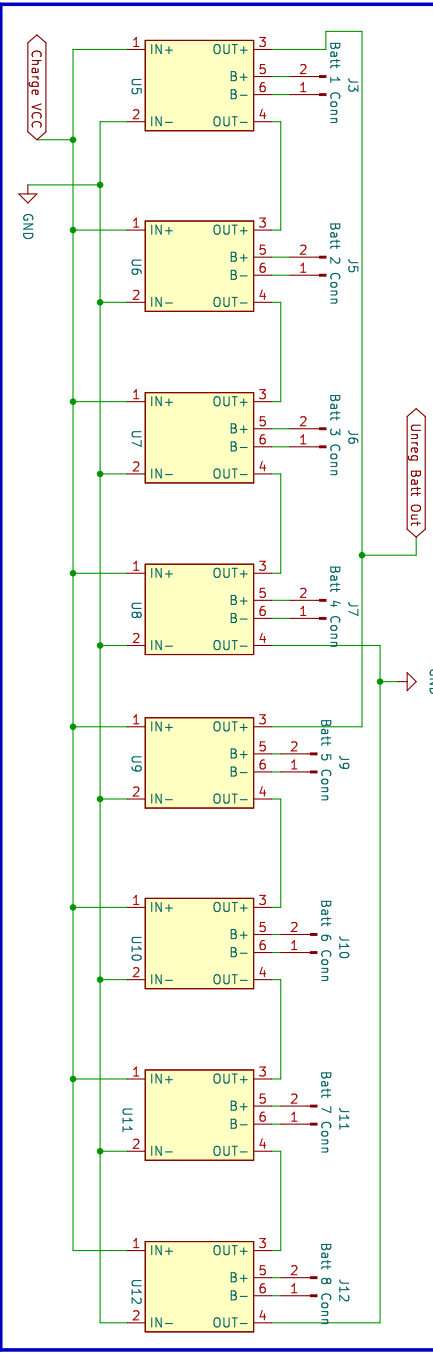 Charge VCC
GND
Unreg Batt Out
GND
1 IN+ OUT+ 3
B+ 5 2
B- 6 1
2 IN- OUT- 4
U5
J3
Batt 1 Conn
1 IN+ OUT+ 3
B+ 5 2
B- 6 1
2 IN- OUT- 4
U6
J5
Batt 2 Conn
1 IN+ OUT+ 3
B+ 5 2
B- 6 1
2 IN- OUT- 4
U7
J6
Batt 3 Conn
1 IN+ OUT+ 3
B+ 5 2
B- 6 1
2 IN- OUT- 4
U8
J7
Batt 4 Conn
1 IN+ OUT+ 3
B+ 5 2
B- 6 1
2 IN- OUT- 4
U9
J9
Batt 5 Conn
1 IN+ OUT+ 3
B+ 5 2
B- 6 1
2 IN- OUT- 4
U10
J10
Batt 6 Conn
1 IN+ OUT+ 3
B+ 5 2
B- 6 1
2 IN- OUT- 4
U11
J11
Batt 7 Conn
1 IN+ OUT+ 3
B+ 5 2
B- 6 1
2 IN- OUT- 4
U12
J12
Batt 8 Conn